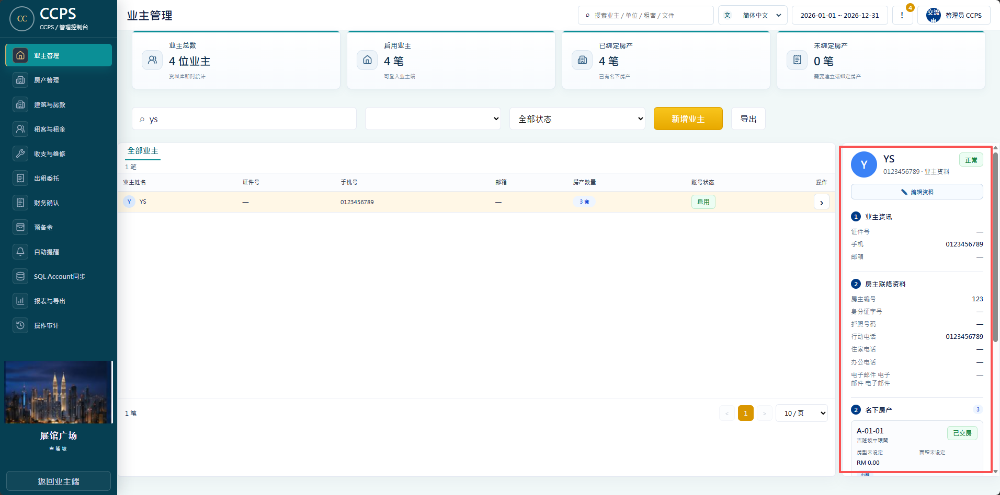 CC
CCPS
CCPS / 管理控制台
业主管理
房产管理
建筑与房款
租客与租金
收支与维修
出租委托
财务确认
预备金
自动提醒
SQL Account同步
报表与导出
操作审计
展馆广场
吉隆坡
返回业主端
业主管理
搜索业主 / 单位 / 租客 / 文件
文 简体中文
2026-01-01 ~ 2026-12-31
! 4
交流电
管理员 CCPS
业主总数
4 位业主
资料库即时统计
启用业主
4 笔
可登入业主端
已绑定房产
4 笔
已有名下房产
未绑定房产
0 笔
需要建立或绑定房产
ys
全部状态
新增业主
导出
全部业主
1 笔
业主姓名 证件号 手机号 邮箱 房产数量 账号状态 操作
Y YS — 0123456789 — 3 套 启用 ›
1 笔
< 1 > 10 / 页
Y
YS
正常
0123456789 · 业主资料
编辑资料
1 业主资讯
证件号 —
手机 0123456789
邮箱 —
2 房主联络资料
房主编号 123
身分证字号 —
护照号码 —
行动电话 0123456789
住家电话 —
办公电话 —
电子邮件 电子 —
邮件 电子邮件
2 名下房产 3
A-01-01
已交房
吉隆坡中環閣
房型未设定 面积未设定
RM 0.00
出租